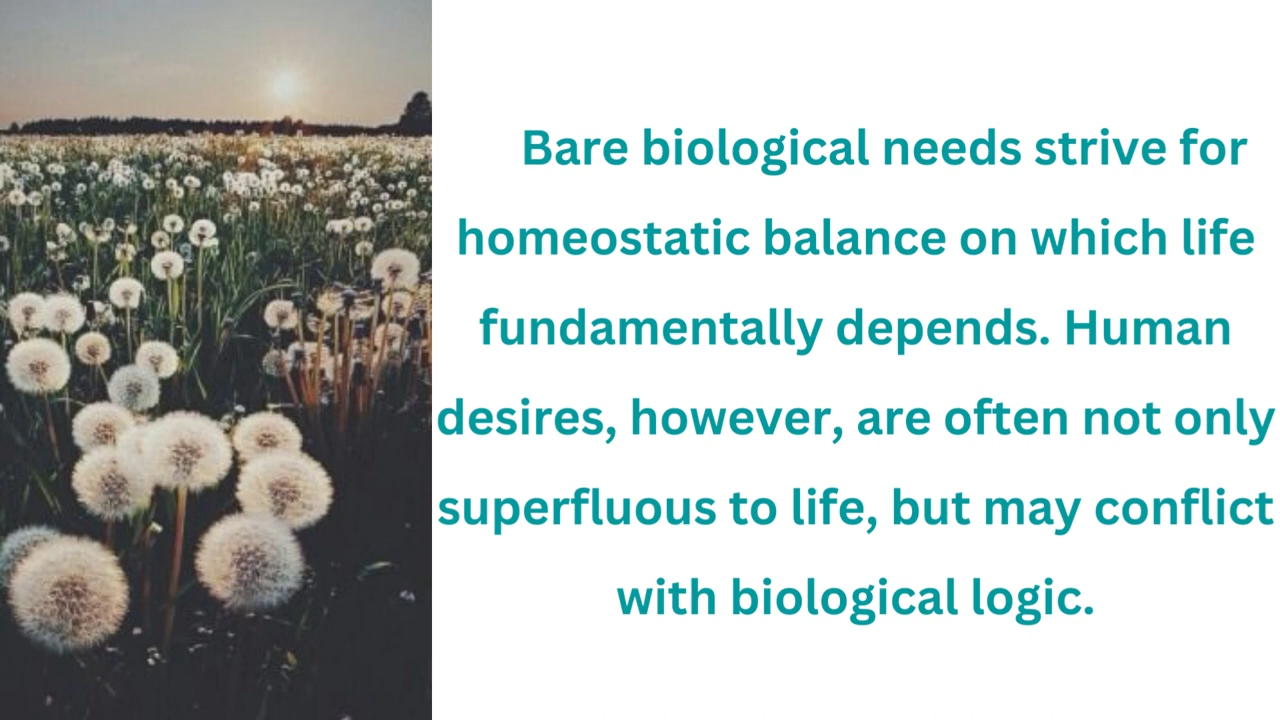 Bare biological needs strive for
homeostatic balance on which life
fundamentally depends. Human
desires, however, are often not only
superfluous to life, but may conflict
with biological logic.